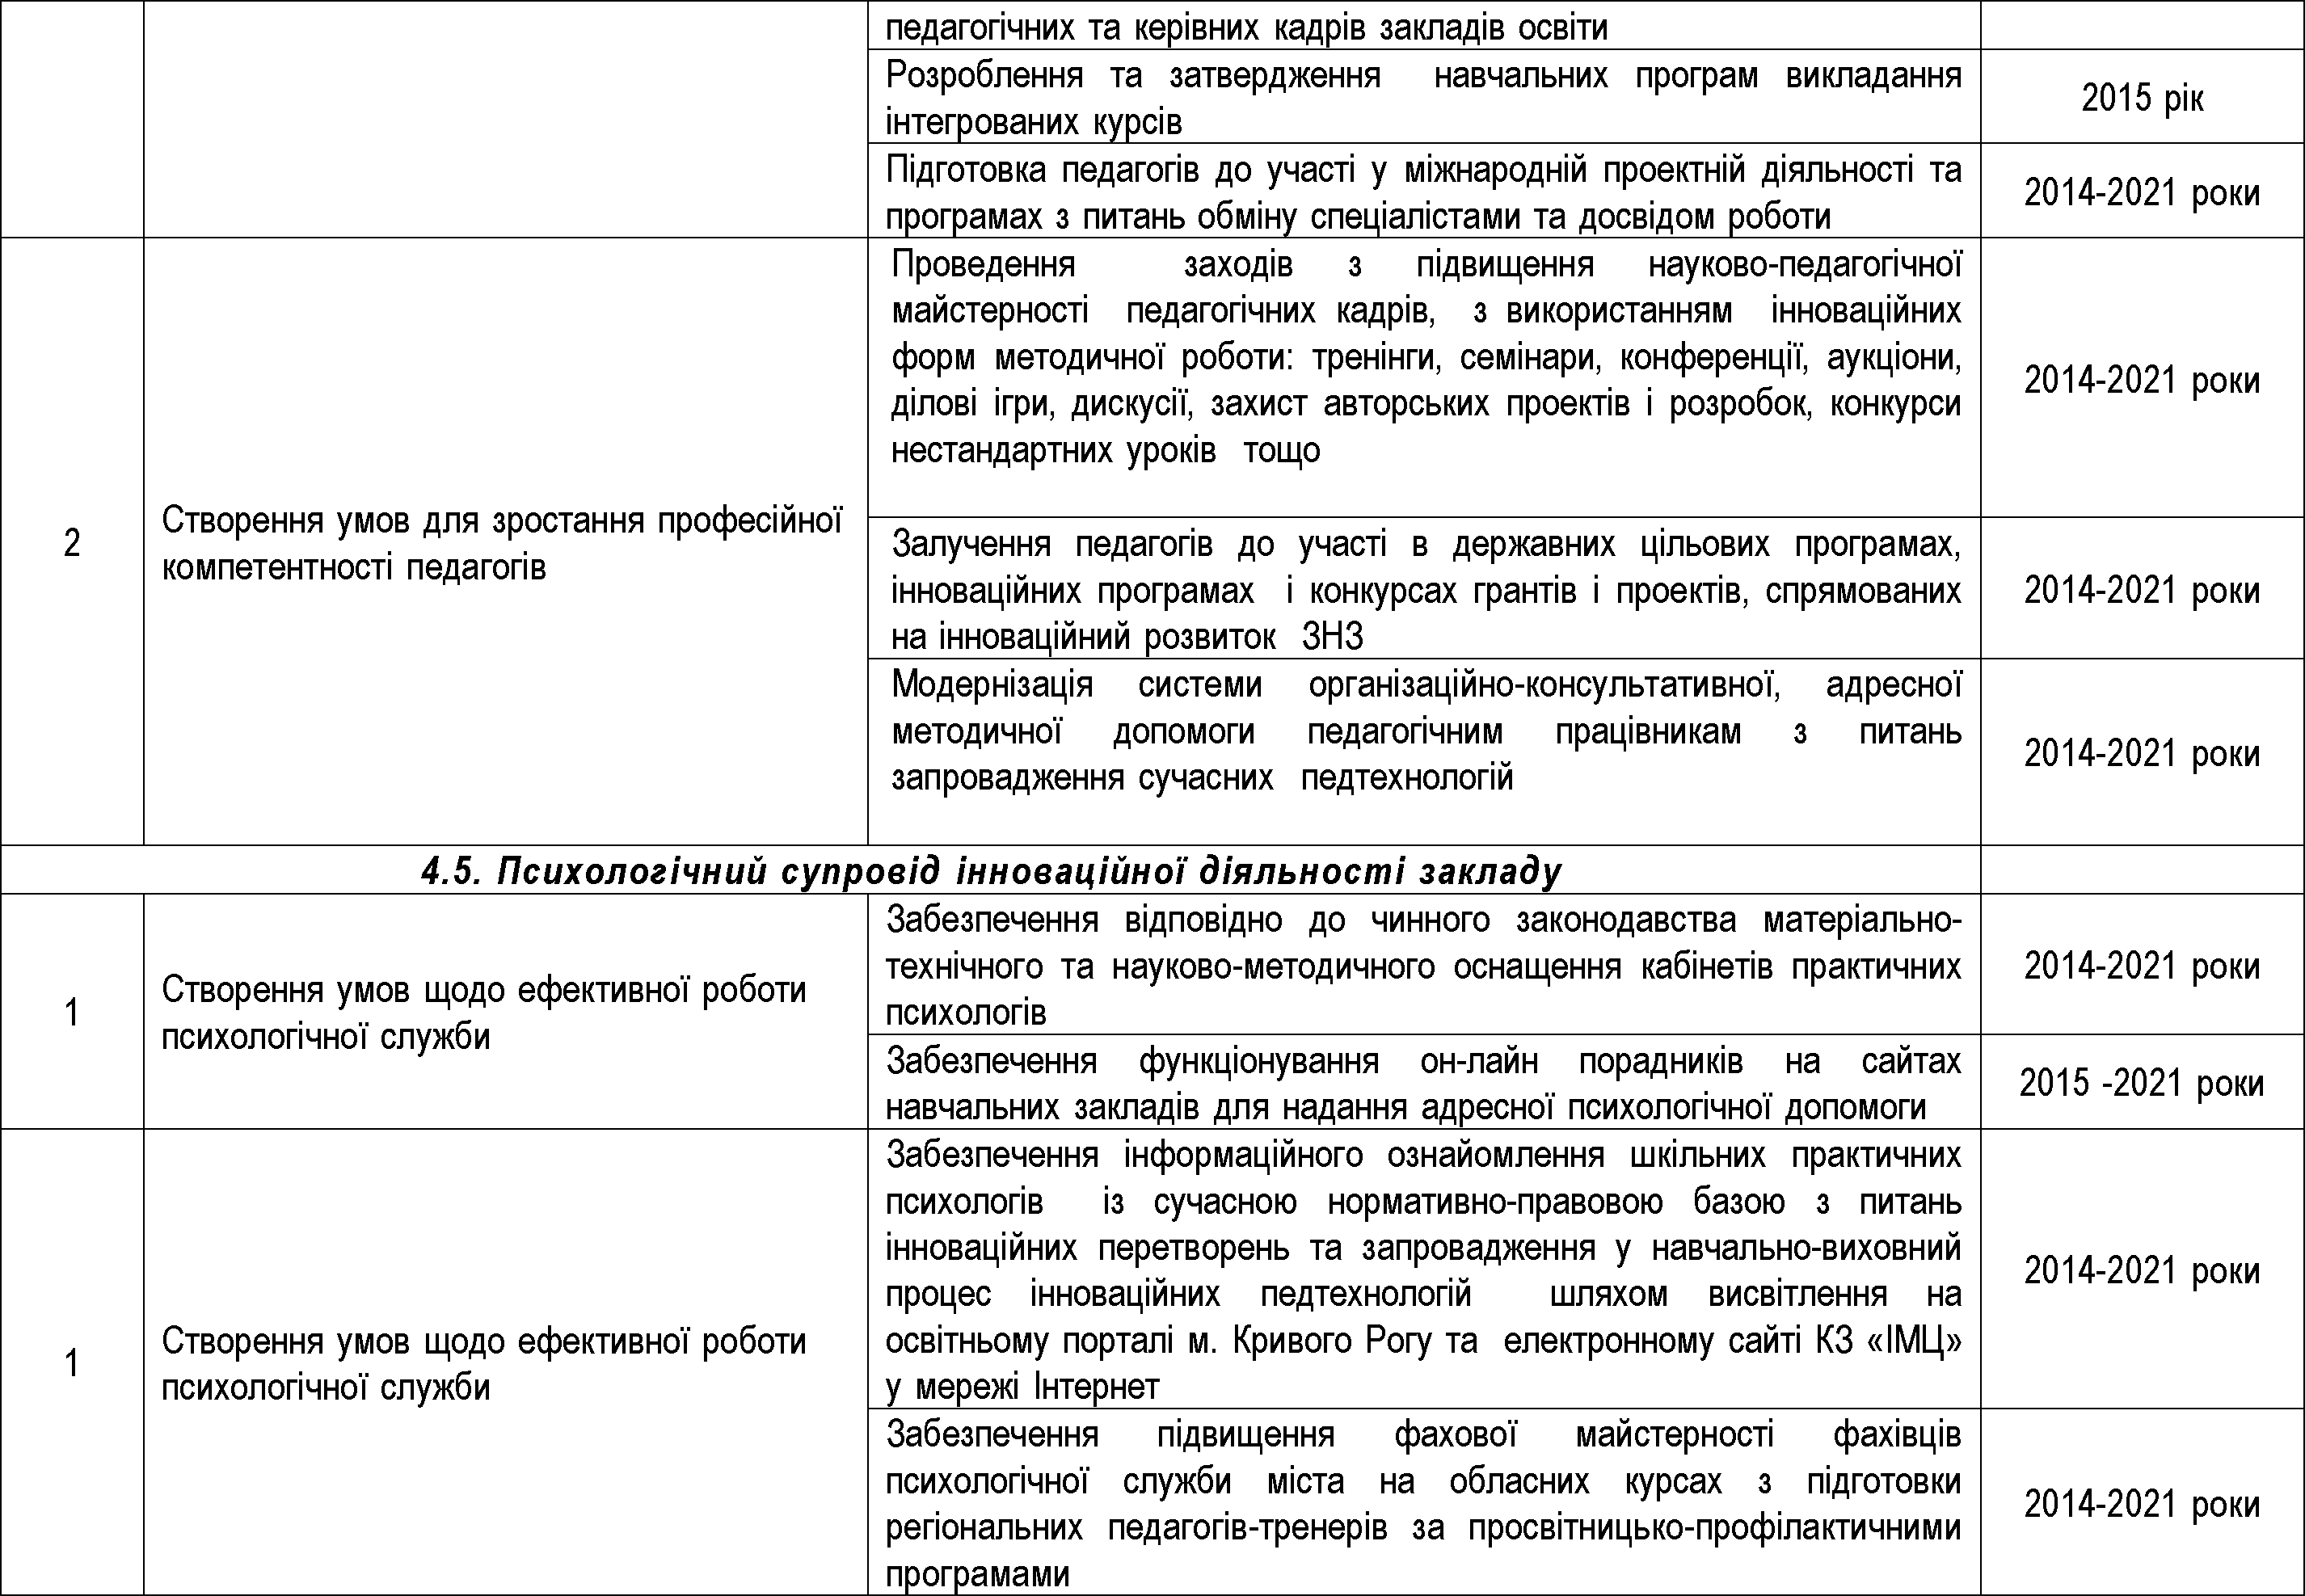 педагогічних та керівних кадрів закладів освіти
Розроблення та затвердження навчальних програм викладання
інтегрованих курсів
2015 рік
Підготовка педагогів до участі у міжнародній проектній діяльності та
програмах з питань обміну спеціалістами та досвідом роботи
2014-2021 роки
2
Створення умов для зростання професійної
компетентності педагогів
Проведення заходів з підвищення науково-педагогічної
майстерності педагогічних кадрів, з використанням інноваційних
форм методичної роботи: тренінги, семінари, конференції, аукціони,
ділові ігри, дискусії, захист авторських проектів і розробок, конкурси
нестандартних уроків тощо
2014-2021 роки
Залучення педагогів до участі в державних цільових програмах,
інноваційних програмах і конкурсах грантів і проектів, спрямованих
на інноваційний розвиток ЗНЗ
2014-2021 роки
Модернізація системи організаційно-консультативної, адресної
методичної допомоги педагогічним працівникам з питань
запровадження сучасних педтехнологій
2014-2021 роки
4.5. Психологічний супровід інноваційної діяльності закладу
1
Створення умов щодо ефективної роботи
психологічної служби
Забезпечення відповідно до чинного законодавства матеріально-
технічного та науково-методичного оснащення кабінетів практичних
психологів
2014-2021 роки
Забезпечення функціонування он-лайн порадників на сайтах
навчальних закладів для надання адресної психологічної допомоги
2015 -2021 роки
1
Створення умов щодо ефективної роботи
психологічної служби
Забезпечення інформаційного ознайомлення шкільних практичних
психологів із сучасною нормативно-правовою базою з питань
інноваційних перетворень та запровадження у навчально-виховний
процес інноваційних педтехнологій шляхом висвітлення на
освітньому порталі м. Кривого Рогу та електронному сайті КЗ «ІМЦ»
у мережі Інтернет
2014-2021 роки
Забезпечення підвищення фахової майстерності фахівців
психологічної служби міста на обласних курсах з підготовки
регіональних педагогів-тренерів за просвітницько-профілактичними
програмами
2014-2021 роки